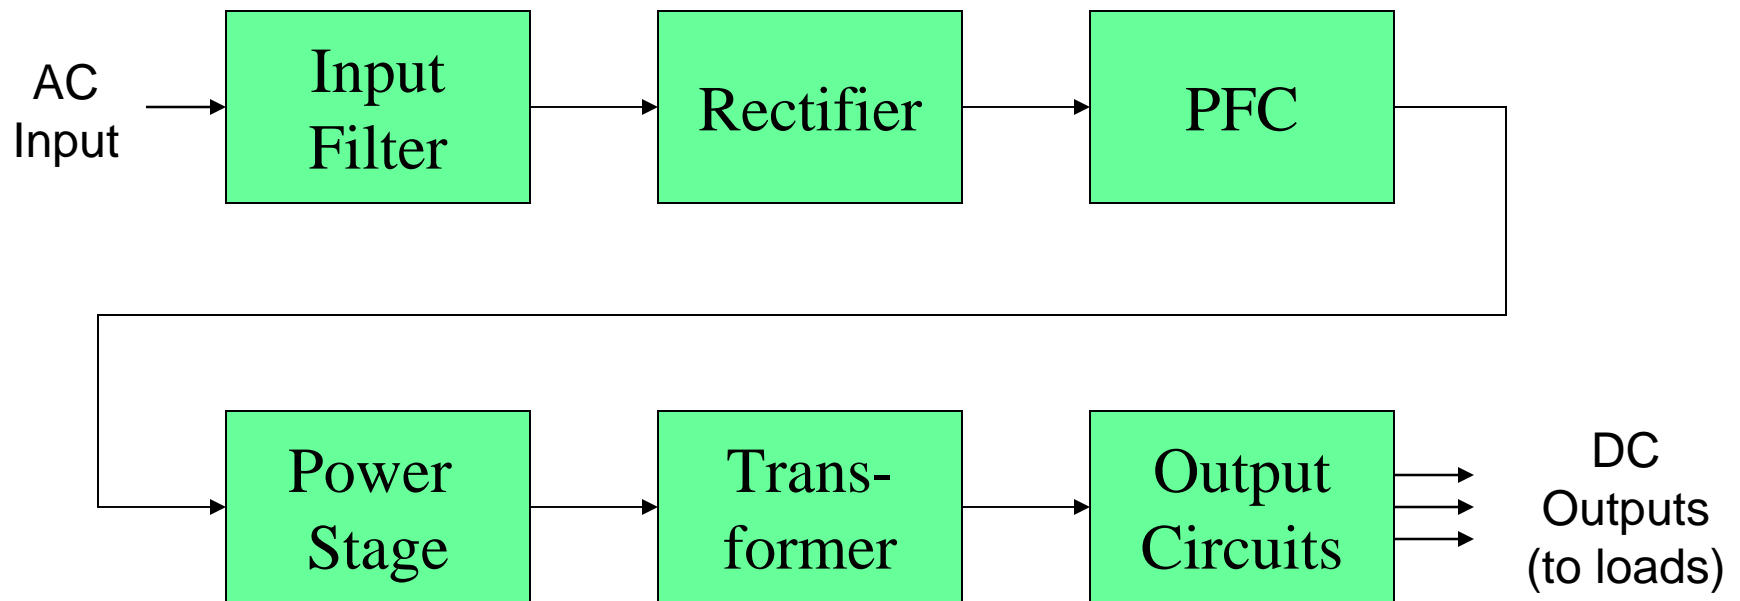 AC
Input
Input
Filter
Rectifier
PFC
Power
Stage
Trans-
former
Output
Circuits
DC
Outputs
(to loads)